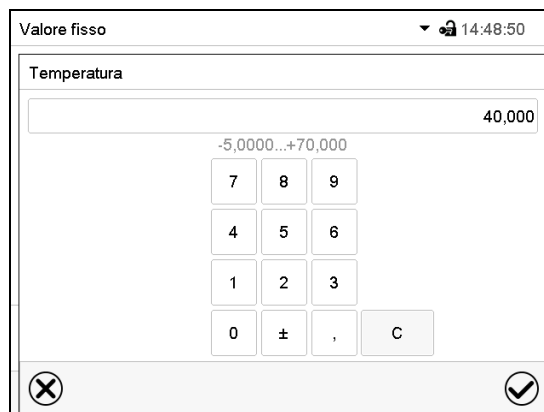 Valore fisso 14:48:50
Temperatura
40,000
-5,0000...+70,000
7 8 9
4 5 6
1 2 3
0 ± , C